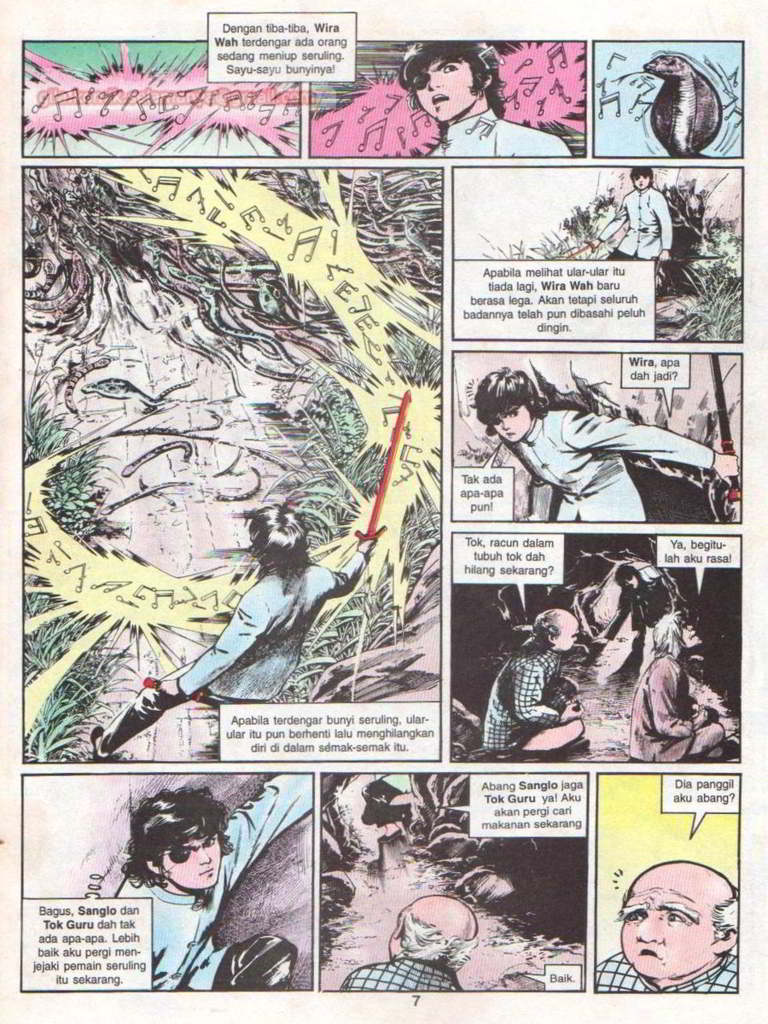 Dengan tiba-tiba, Wira
Wah terdengar ada orang
sedang meniup seruling.
Sayu-sayu bunyinya!
Apabila terdengar bunyi seruling, ular-
ular itu pun berhenti lalu menghilangkan
diri di dalam semak-semak itu.
Apabila melihat ular-ular itu
tiada lagi, Wira Wah baru
berasa lega. Akan tetapi seluruh
badannya telah pun dibasahi peluh
dingin.
Wira, apa
dah jadi?
Tak ada
apa-apa
pun!
Tok, racun dalam
tubuh tok dah
hilang sekarang?
Ya, begitu-
lah aku rasa!
Bagus, Sanglo dan
Tok Guru dah tak
ada apa-apa. Lebih
baik aku pergi men-
jejaki pemain seruling
itu sekarang.
Abang Sanglo jaga
Tok Guru ya! Aku
akan pergi cari
makanan sekarang
Baik.
Dia panggil
aku abang?
7